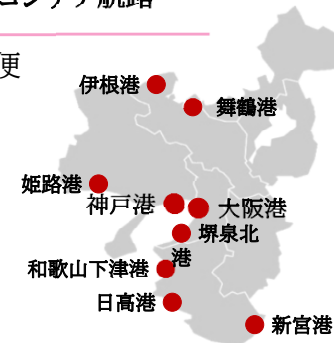 コンテナ航路
便
伊根港
舞鶴港
姫路港
神戸港
大阪港
堺泉北
港
和歌山下津港
日高港
新宮港